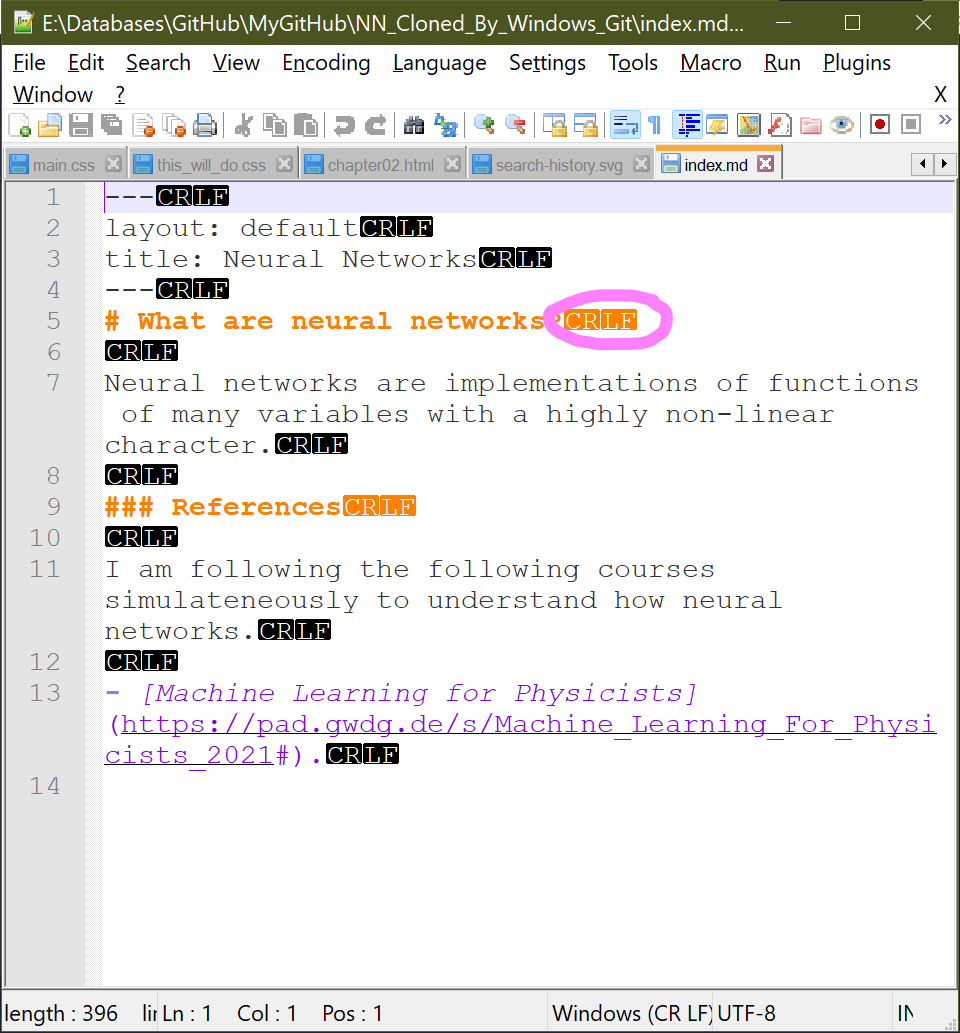 E:\Databases\GitHub\MyGitHub\NN_Cloned_By_Windows_Git\index.md...
File Edit Search View Encoding Language Settings Tools Macro Run Plugins
Window ? X
main.css this_will_do.css chapter02.html search-history.svg index.md
1 ---CRLF
2 layout: defaultCRLF
3 title: Neural NetworksCRLF
4 ---CRLF
5 # What are neural networks?CRLF
6 CRLF
7 Neural networks are implementations of functions
of many variables with a highly non-linear
character.CRLF
8 CRLF
9 ### ReferencesCRLF
10 CRLF
11 I am following the following courses
simulateneously to understand how neural
networks.CRLF
12 CRLF
13 - [Machine Learning for Physicists]
(https://pad.gwdg.de/s/Machine_Learning_For_Physi
cists_2021#).CRLF
14
length : 396 Ln : 1 Col : 1 Pos : 1 Windows (CR LF) UTF-8